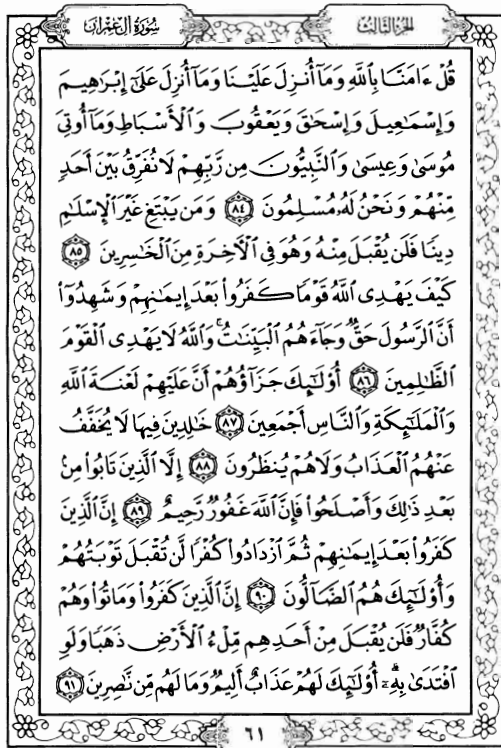 سُورَةُ آلِ عِمْرَان الجُزْءُ الثَّالِثُ
قُلْ ءَامَنَّا بِٱللَّهِ وَمَآ أُنزِلَ عَلَيْنَا وَمَآ أُنزِلَ عَلَىٰٓ إِبْرَٰهِيمَ
وَإِسْمَٰعِيلَ وَإِسْحَٰقَ وَيَعْقُوبَ وَٱلْأَسْبَاطِ وَمَآ أُوتِىَ
مُوسَىٰ وَعِيسَىٰ وَٱلنَّبِيُّونَ مِن رَّبِّهِمْ لَا نُفَرِّقُ بَيْنَ أَحَدٍ
مِّنْهُمْ وَنَحْنُ لَهُۥ مُسْلِمُونَ ٨٤ وَمَن يَبْتَغِ غَيْرَ ٱلْإِسْلَٰمِ
دِينًا فَلَن يُقْبَلَ مِنْهُ وَهُوَ فِى ٱلْءَاخِرَةِ مِنَ ٱلْخَٰسِرِينَ ٨٥
كَيْفَ يَهْدِى ٱللَّهُ قَوْمًا كَفَرُوا۟ بَعْدَ إِيمَٰنِهِمْ وَشَهِدُوٓا۟
أَنَّ ٱلرَّسُولَ حَقٌّ وَجَآءَهُمُ ٱلْبَيِّنَٰتُ ۚ وَٱللَّهُ لَا يَهْدِى ٱلْقَوْمَ
ٱلظَّٰلِمِينَ ٨٦ أُو۟لَٰٓئِكَ جَزَآؤُهُمْ أَنَّ عَلَيْهِمْ لَعْنَةَ ٱللَّهِ
وَٱلْمَلَٰٓئِكَةِ وَٱلنَّاسِ أَجْمَعِينَ ٨٧ خَٰلِدِينَ فِيهَا لَا يُخَفَّفُ
عَنْهُمُ ٱلْعَذَابُ وَلَا هُمْ يُنظَرُونَ ٨٨ إِلَّا ٱلَّذِينَ تَابُوا۟ مِنۢ
بَعْدِ ذَٰلِكَ وَأَصْلَحُوا۟ فَإِنَّ ٱللَّهَ غَفُورٌ رَّحِيمٌ ٨٩ إِنَّ ٱلَّذِينَ
كَفَرُوا۟ بَعْدَ إِيمَٰنِهِمْ ثُمَّ ٱزْدَادُوا۟ كُفْرًا لَّن تُقْبَلَ تَوْبَتُهُمْ
وَأُو۟لَٰٓئِكَ هُمُ ٱلضَّآلُّونَ ٩٠ إِنَّ ٱلَّذِينَ كَفَرُوا۟ وَمَاتُوا۟ وَهُمْ
كُفَّارٌ فَلَن يُقْبَلَ مِنْ أَحَدِهِم مِّلْءُ ٱلْأَرْضِ ذَهَبًا وَلَوِ
ٱفْتَدَىٰ بِهِۦٓ ۗ أُو۟لَٰٓئِكَ لَهُمْ عَذَابٌ أَلِيمٌ وَمَا لَهُم مِّن نَّٰصِرِينَ ٩١
٦١